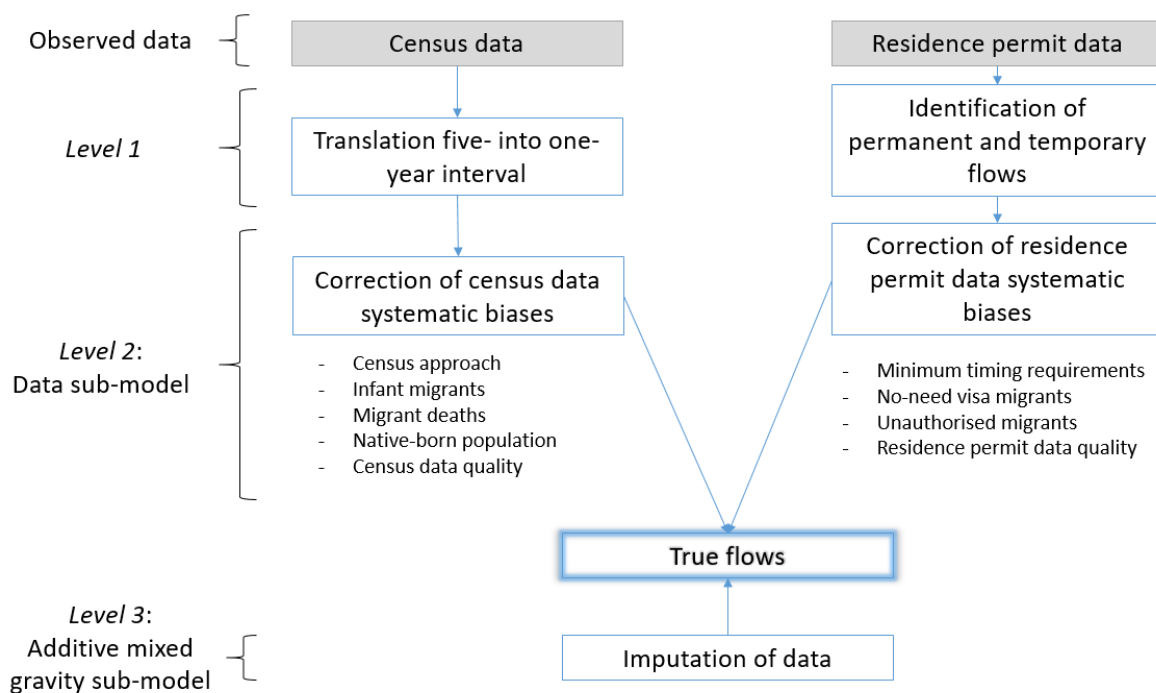 Observed data
Census data
Residence permit data
Level 1
Translation five- into one-
year interval
Identification of
permanent and temporary
flows
Level 2:
Data sub-model
Correction of census data
systematic biases
- Census approach
- Infant migrants
- Migrant deaths
- Native-born population
- Census data quality
Correction of residence
permit data systematic
biases
- Minimum timing requirements
- No-need visa migrants
- Unauthorised migrants
- Residence permit data quality
True flows
Level 3:
Additive mixed
gravity sub-model
Imputation of data